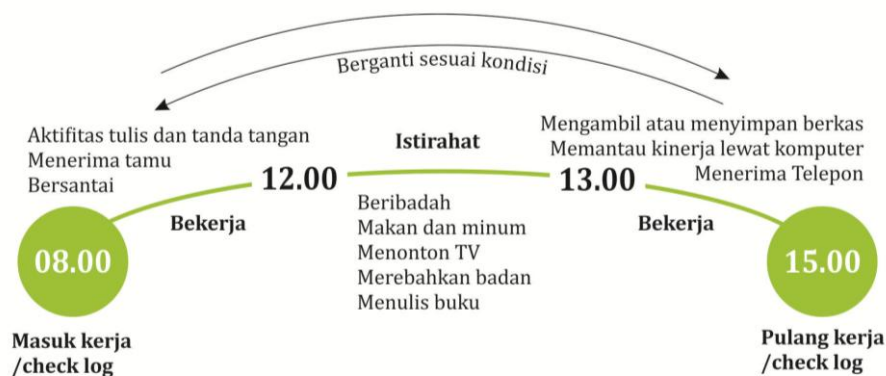 Berganti sesuai kondisi
Aktifitas tulis dan tanda tangan
Menerima tamu
Bersantai
Istirahat
Mengambil atau menyimpan berkas
Memantau kinerja lewat komputer
Menerima Telepon
12.00
13.00
Bekerja
Beribadah
Makan dan minum
Menonton TV
Merebahkan badan
Menulis buku
Bekerja
08.00
15.00
Masuk kerja
/check log
Pulang kerja
/check log